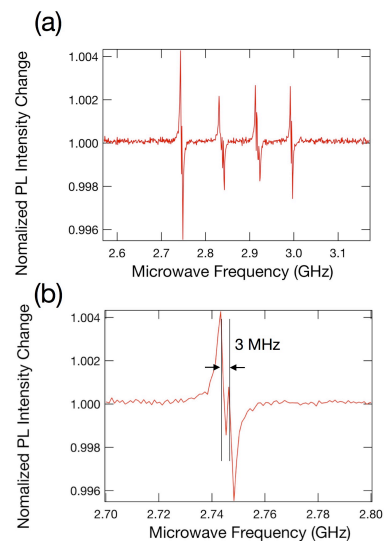 (a)
Normalized PL Intensity Change
1.004
1.002
1.000
0.998
0.996
2.6 2.7 2.8 2.9 3.0 3.1
Microwave Frequency (GHz)
(b)
Normalized PL Intensity Change
1.004
1.002
1.000
0.998
0.996
3 MHz
2.70 2.72 2.74 2.76 2.78 2.80
Microwave Frequency (GHz)